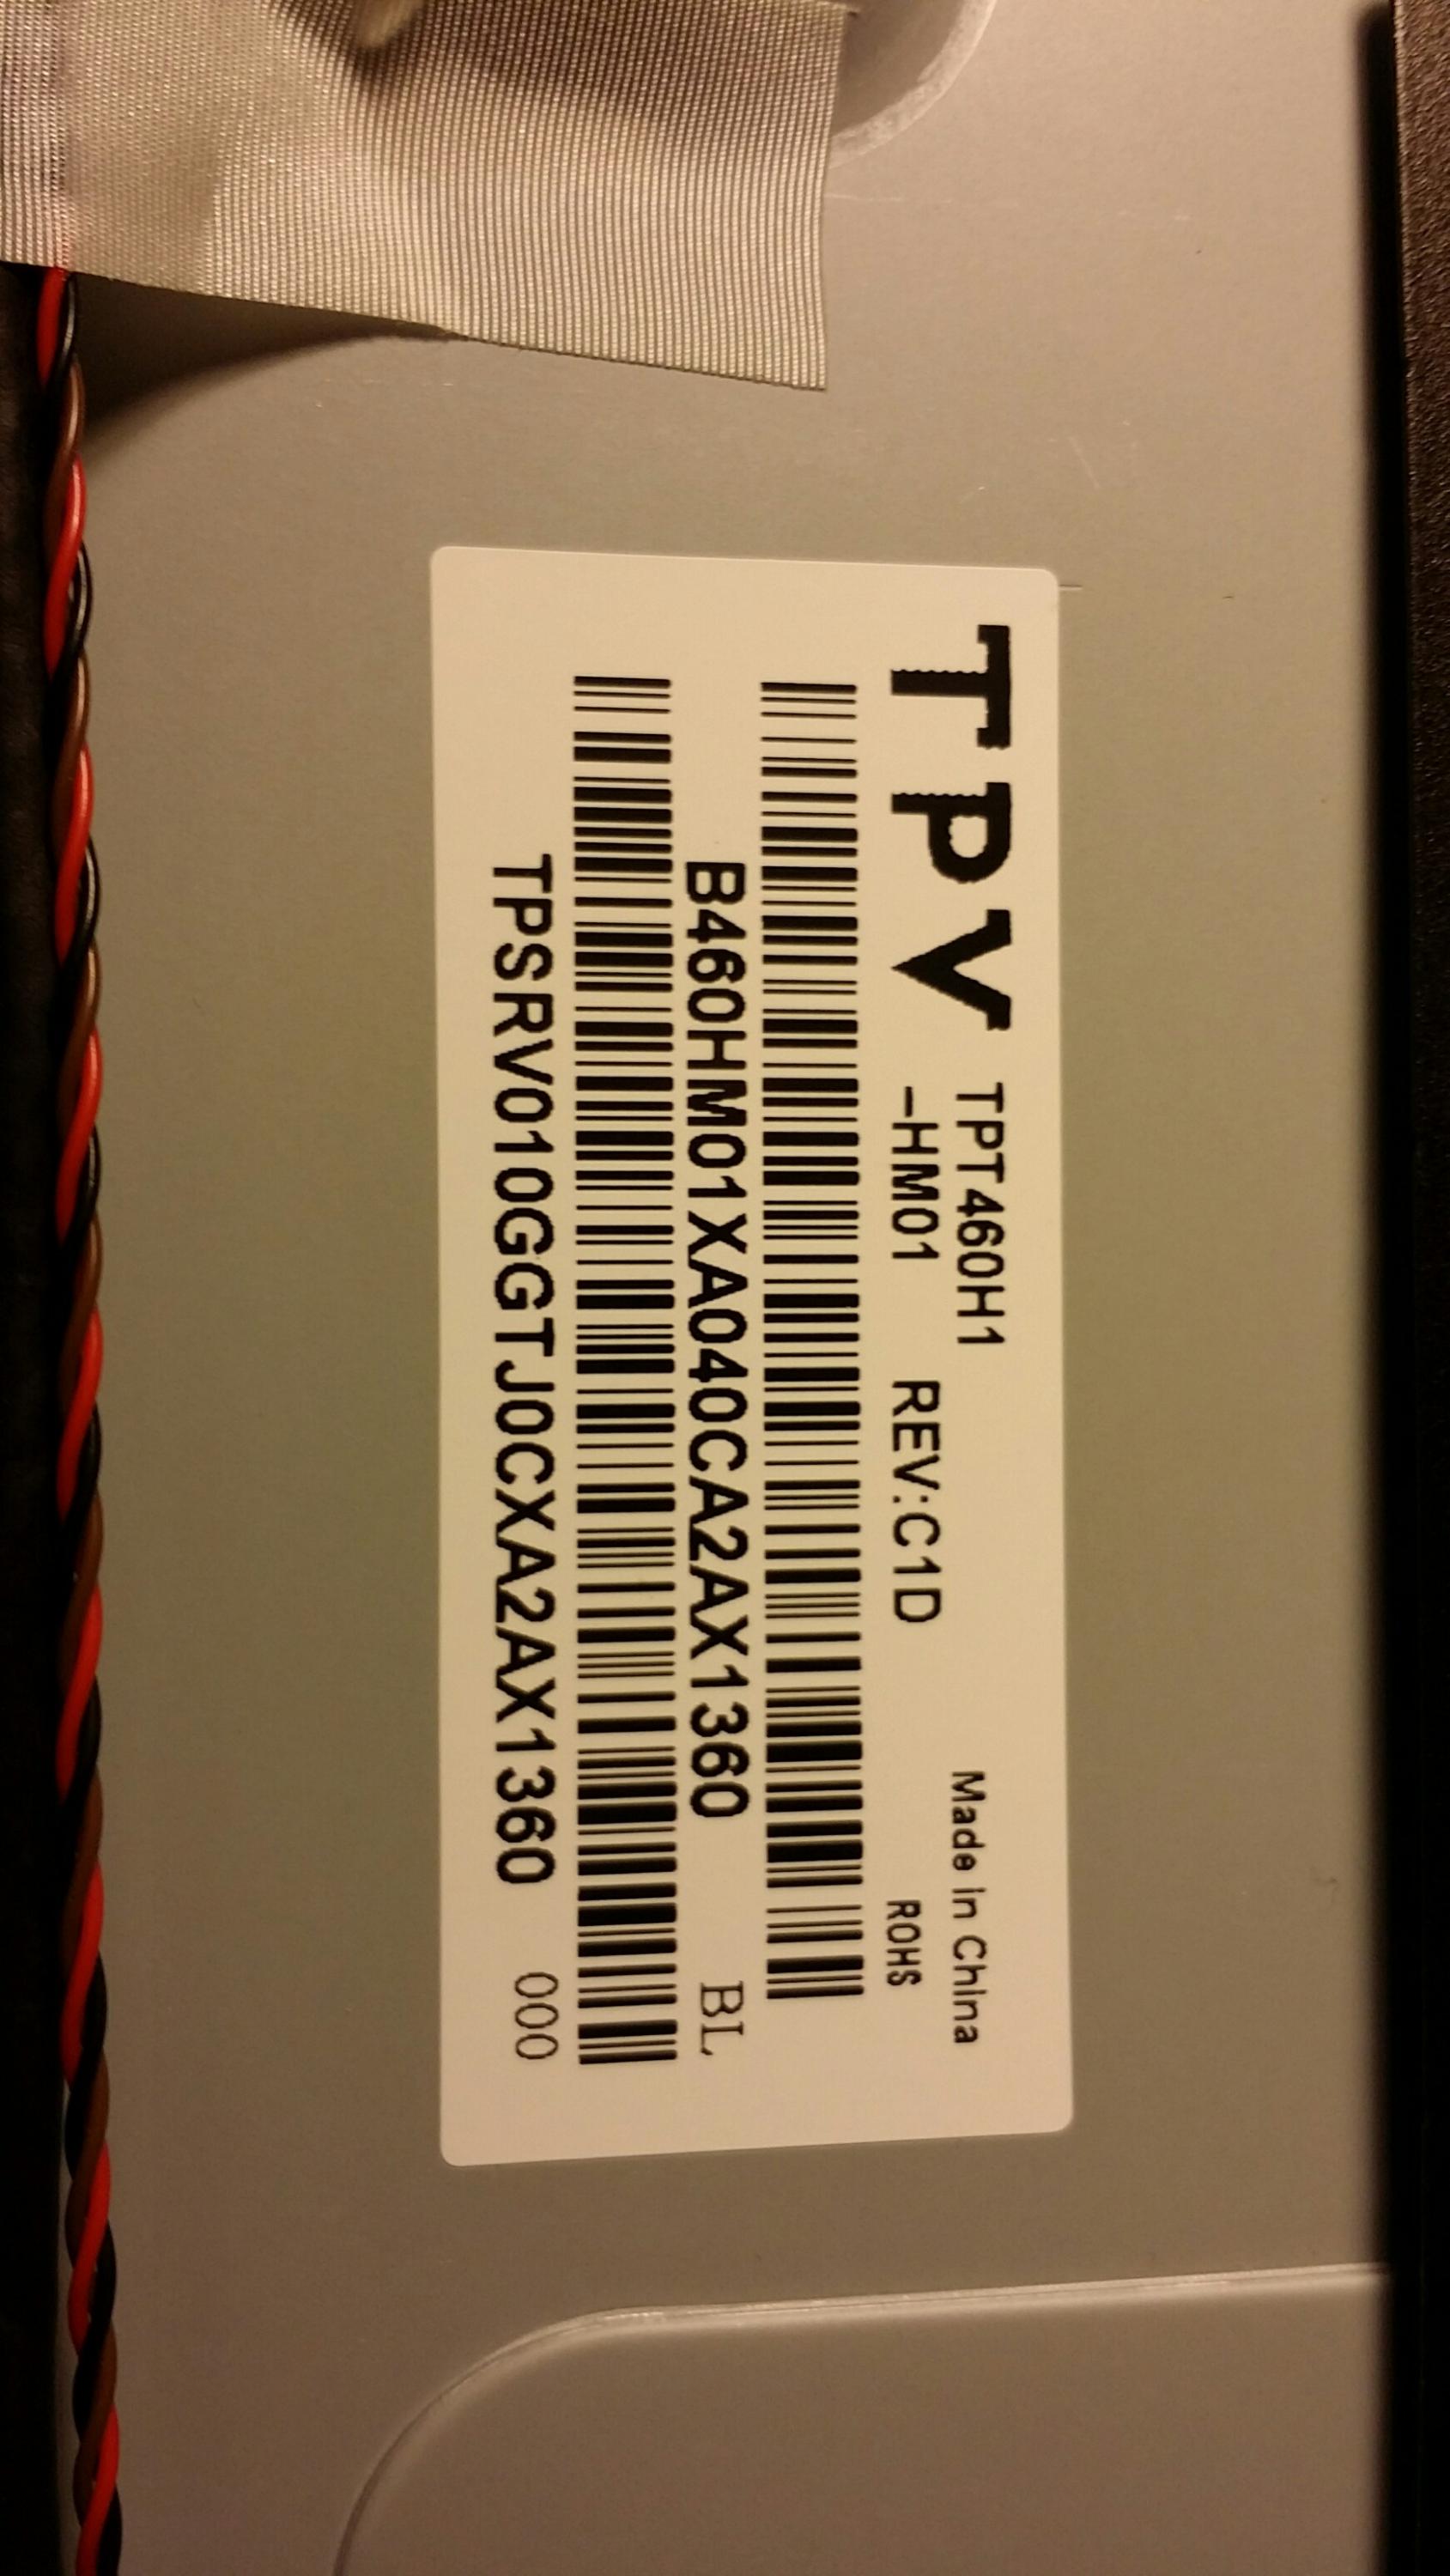 TPV TPT460H1 Made in China
-HM01 REV:C1D ROHS
B460HM01XA040CA2AX1360 BL
TPSRV010GGTJ0CXA2AX1360 000